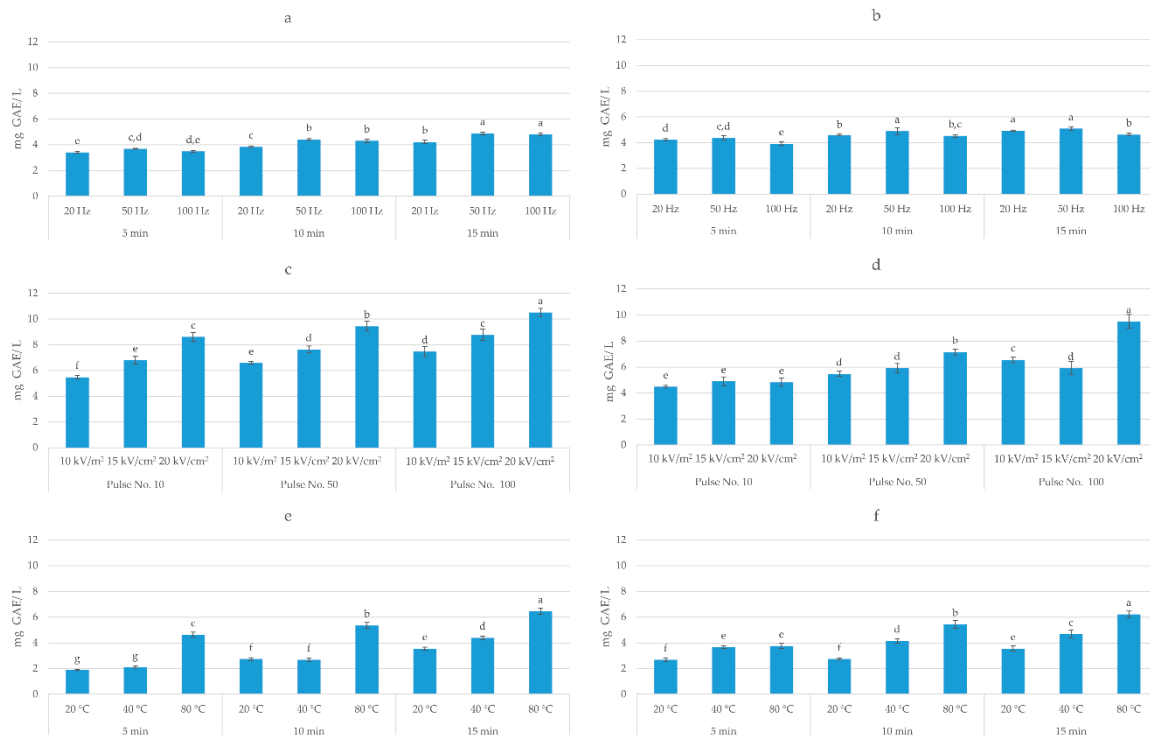 a
12
10
8
6
4
2
0
mg GAE/L
e c,d d,e c b b b a a
20 Hz 50 Hz 100 Hz 20 Hz 50 Hz 100 Hz 20 Hz 50 Hz 100 Hz
5 min 10 min 15 min
b
12
10
8
6
4
2
0
mg GAE/L
d c,d e b a b,c a a b
20 Hz 50 Hz 100 Hz 20 Hz 50 Hz 100 Hz 20 Hz 50 Hz 100 Hz
5 min 10 min 15 min
c
12
10
8
6
4
2
0
mg GAE/L
f e c e d b d c a
10 kV/m² 15 kV/cm² 20 kV/cm² 10 kV/m² 15 kV/cm² 20 kV/cm² 10 kV/m² 15 kV/cm² 20 kV/cm²
Pulse No. 10 Pulse No. 50 Pulse No. 100
d
12
10
8
6
4
2
0
mg GAE/L
e e e d d b c d a
10 kV/m² 15 kV/cm² 20 kV/cm² 10 kV/m² 15 kV/cm² 20 kV/cm² 10 kV/m² 15 kV/cm² 20 kV/cm²
Pulse No. 10 Pulse No. 50 Pulse No. 100
e
12
10
8
6
4
2
0
mg GAE/L
g g c f f b e d a
20 °C 40 °C 80 °C 20 °C 40 °C 80 °C 20 °C 40 °C 80 °C
5 min 10 min 15 min
f
12
10
8
6
4
2
0
mg GAE/L
f e e f d b e c a
20 °C 40 °C 80 °C 20 °C 40 °C 80 °C 20 °C 40 °C 80 °C
5 min 10 min 15 min